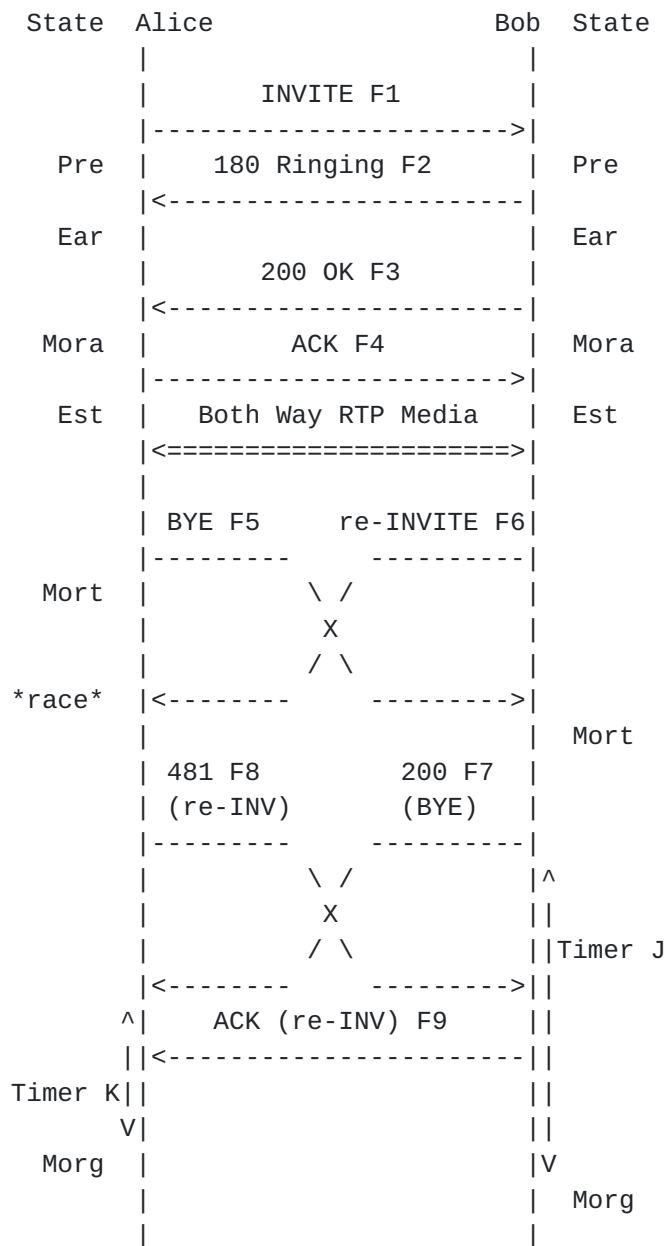 State  Alice                  Bob  State
       |                        |
       |       INVITE F1        |
       |----------------------->|
  Pre  |    180 Ringing F2      |  Pre
       |<-----------------------|
  Ear  |                        |  Ear
       |       200 OK F3        |
       |<-----------------------|
 Mora  |         ACK F4         |  Mora
       |----------------------->|
  Est  |   Both Way RTP Media   |  Est
       |<======================>|
       |                        |
       | BYE F5     re-INVITE F6|
       |---------     ----------|
 Mort  |          \ /           |
       |           X            |
       |          / \           |
*race* |<--------     --------->|
       |                        |  Mort
       | 481 F8         200 F7  |
       | (re-INV)       (BYE)   |
       |---------     ----------|
       |          \ /           |^
       |           X            ||
       |          / \           ||Timer J
       |<--------     --------->||
      ^|    ACK (re-INV) F9     ||
      ||<-----------------------||
Timer K||                        ||
      V|                        ||
 Morg  |                        |V
       |                        |  Morg
       |                        |